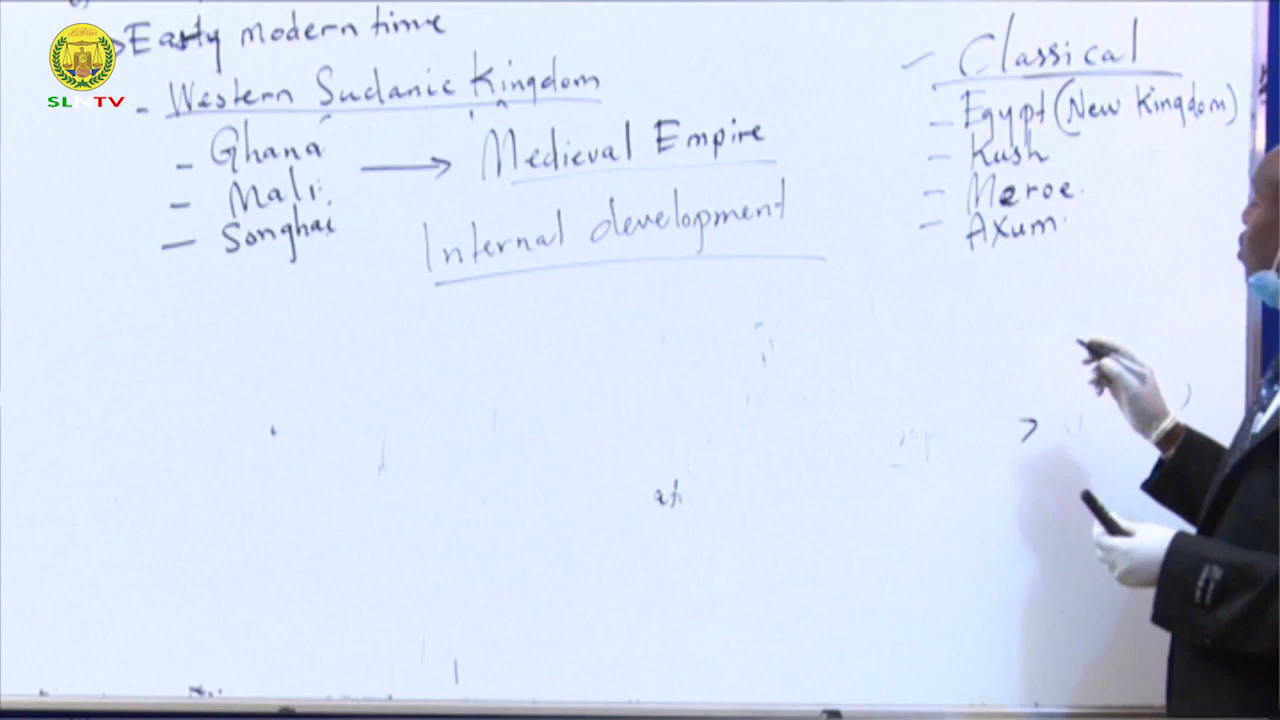 Early modern time
- Western Sudanic Kingdom
- Ghana → Medieval Empire
- Mali
- Songhai
Internal development
Classical
- Egypt (New Kingdom)
- Kush
- Meroe
- Axum
SLNTV